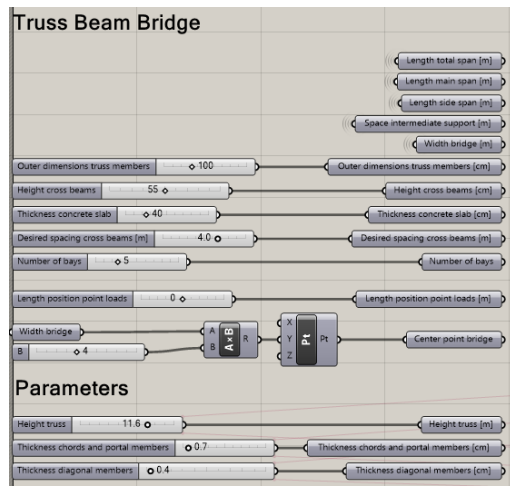 Truss Beam Bridge
Length total span [m]
Length main span [m]
Length side span [m]
Space intermediate support [m]
Width bridge [m]
Outer dimensions truss members 100 Outer dimensions truss members [cm]
Height cross beams 55 Height cross beams [cm]
Thickness concrete slab 40 Thickness concrete slab [cm]
Desired spacing cross beams [m] 4.0 Desired spacing cross beams [m]
Number of bays 5 Number of bays
Length position point loads 0 Length position point loads [m]
Width bridge A B A×B R X Y Z Pt Pt Center point bridge
B 4
Parameters
Height truss 11.6 Height truss [m]
Thickness chords and portal members 0.7 Thickness chords and portal members [cm]
Thickness diagonal members 0.4 Thickness diagonal members [cm]